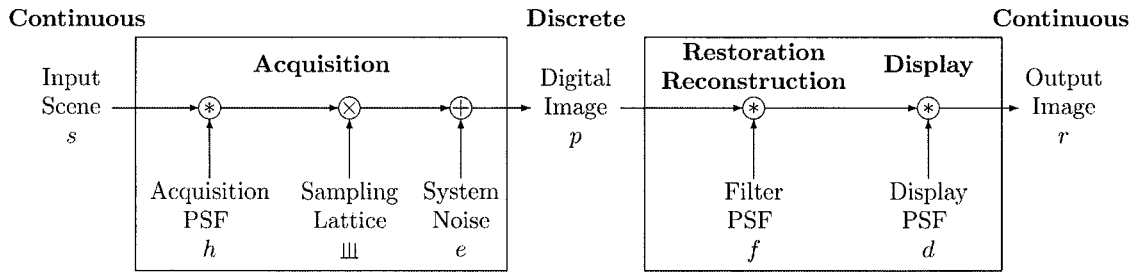 Continuous
Discrete
Continuous
Acquisition
Restoration
Reconstruction
Display
Input
Scene
s
*
×
+
Digital
Image
p
*
*
Output
Image
r
Acquisition
PSF
h
Sampling
Lattice
Ш
System
Noise
e
Filter
PSF
f
Display
PSF
d